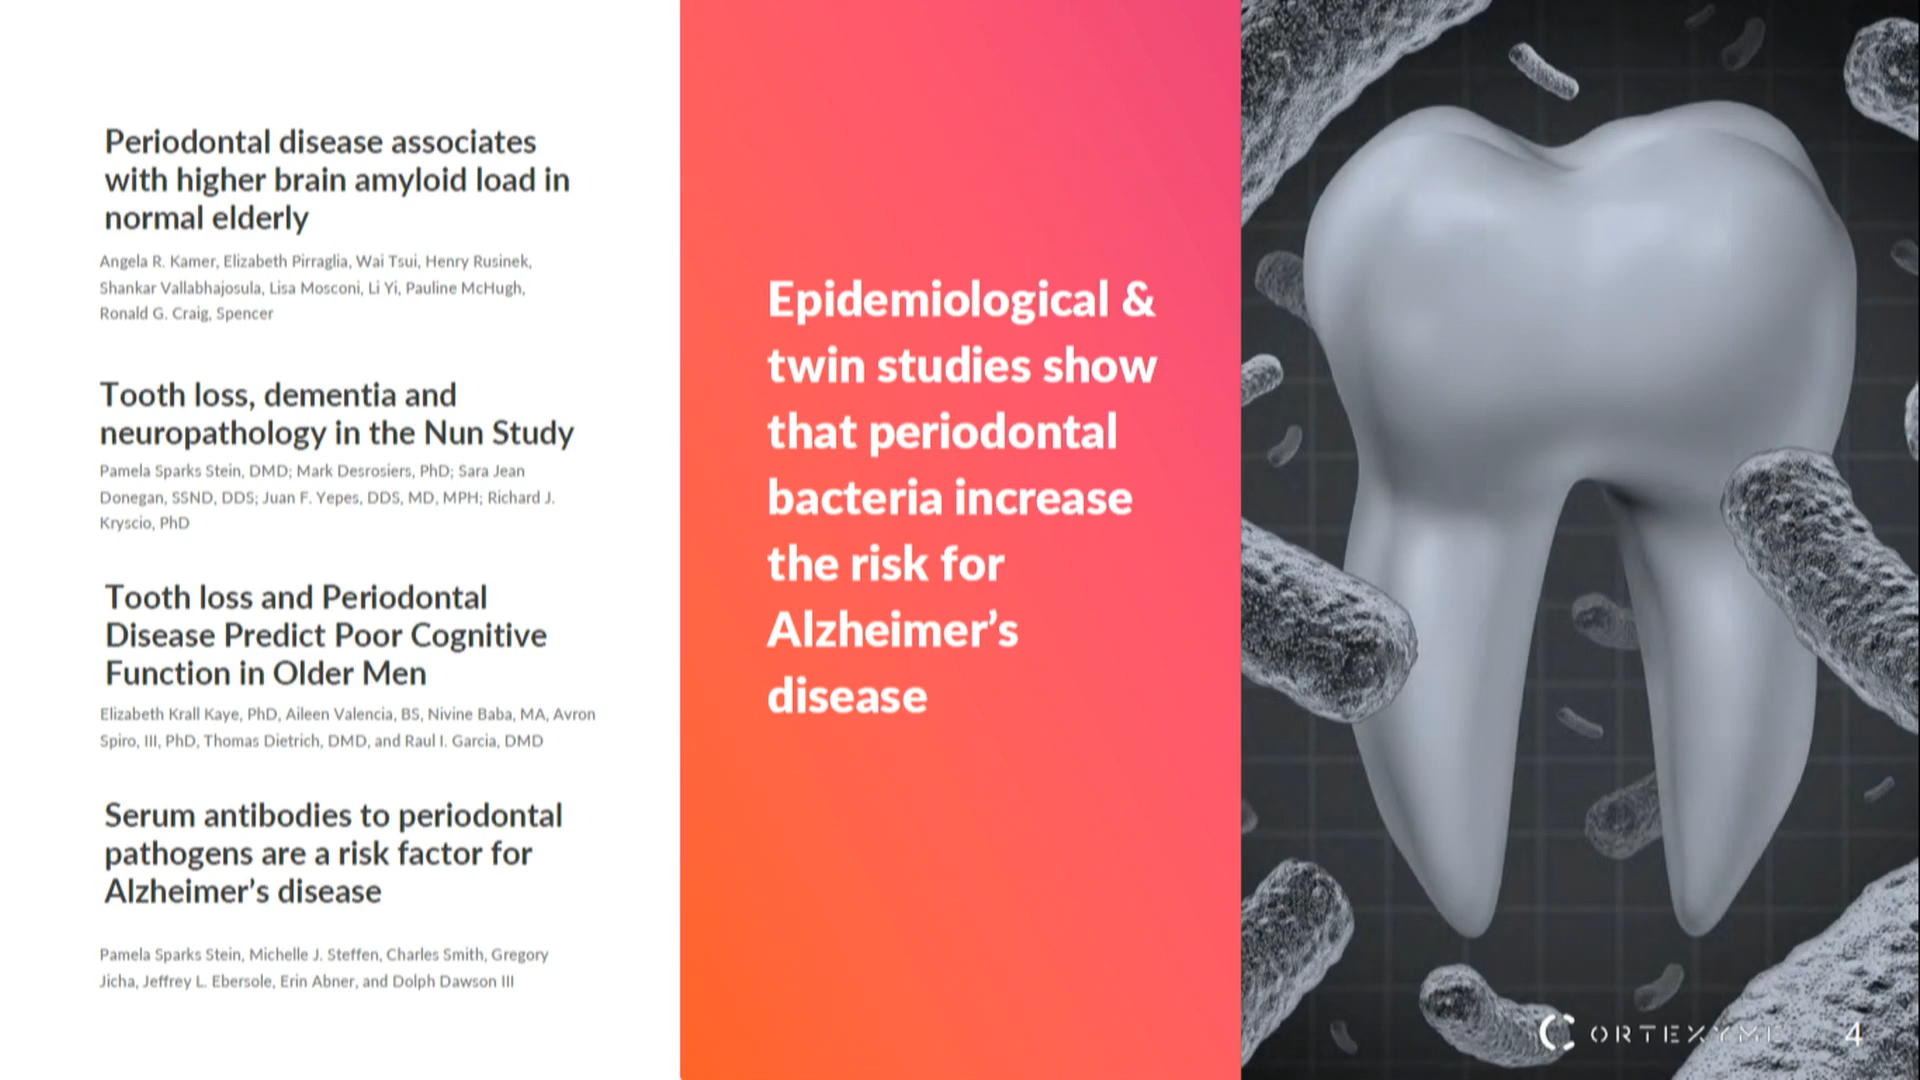 Periodontal disease associates
with higher brain amyloid load in
normal elderly
Angela R. Kamer, Elizabeth Pirraglia, Wai Tsui, Henry Rusinek,
Shankar Vallabhajosula, Lisa Mosconi, Li Yi, Pauline McHugh,
Ronald G. Craig, Spencer
Tooth loss, dementia and
neuropathology in the Nun Study
Pamela Sparks Stein, DMD; Mark Desrosiers, PhD; Sara Jean
Donegan, SSND, DDS; Juan F. Yepes, DDS, MD, MPH; Richard J.
Kryscio, PhD
Tooth loss and Periodontal
Disease Predict Poor Cognitive
Function in Older Men
Elizabeth Krall Kaye, PhD, Aileen Valencia, BS, Nivine Baba, MA, Avron
Spiro, III, PhD, Thomas Dietrich, DMD, and Raul I. Garcia, DMD
Serum antibodies to periodontal
pathogens are a risk factor for
Alzheimer’s disease
Pamela Sparks Stein, Michelle J. Steffen, Charles Smith, Gregory
Jicha, Jeffrey L. Ebersole, Erin Abner, and Dolph Dawson III
Epidemiological &
twin studies show
that periodontal
bacteria increase
the risk for
Alzheimer’s
disease
CORTEXYME
4